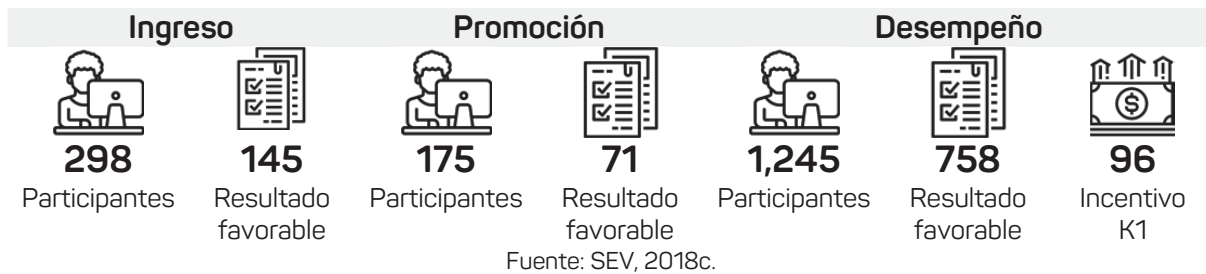 Ingreso Promoción Desempeño
298 145 175 71 1,245 758 96
Participantes Resultado Participantes Resultado Participantes Resultado Incentivo
favorable favorable favorable K1
Fuente: SEV, 2018c.